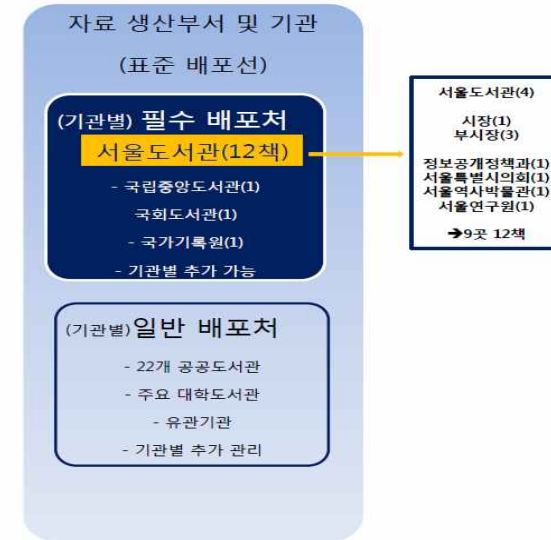 자료 생산부서 및 기관
(표준 배포선)
(기관별) 필수 배포처
서울도서관(12책)
- 국립중앙도서관(1)
국회도서관(1)
- 국가기록원(1)
- 기관별 추가 가능
(기관별)일반 배포처
- 22개 공공도서관
- 주요 대학도서관
- 유관기관
- 기관별 추가 관리
서울도서관(4)
시장(1)
부시장(3)
정보공개정책과(1)
서울특별시의회(1)
서울역사박물관(1)
서울연구원(1)
➔9곳 12책